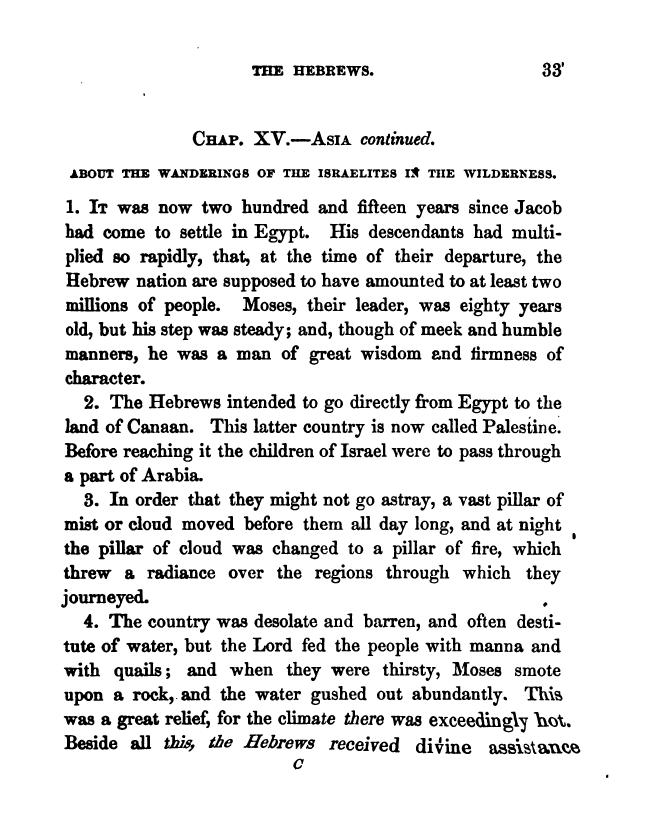 THE HEBREWS. 33
CHAP. XV.—ASIA continued.
ABOUT THE WANDERINGS OF THE ISRAELITES IN THE WILDERNESS.
1. IT was now two hundred and fifteen years since Jacob
had come to settle in Egypt. His descendants had multi-
plied so rapidly, that, at the time of their departure, the
Hebrew nation are supposed to have amounted to at least two
millions of people. Moses, their leader, was eighty years
old, but his step was steady; and, though of meek and humble
manners, he was a man of great wisdom and firmness of
character.
2. The Hebrews intended to go directly from Egypt to the
land of Canaan. This latter country is now called Palestine.
Before reaching it the children of Israel were to pass through
a part of Arabia.
3. In order that they might not go astray, a vast pillar of
mist or cloud moved before them all day long, and at night
the pillar of cloud was changed to a pillar of fire, which
threw a radiance over the regions through which they
journeyed.
4. The country was desolate and barren, and often desti-
tute of water, but the Lord fed the people with manna and
with quails; and when they were thirsty, Moses smote
upon a rock, and the water gushed out abundantly. This
was a great relief, for the climate there was exceedingly hot.
Beside all this, the Hebrews received divine assistance
C